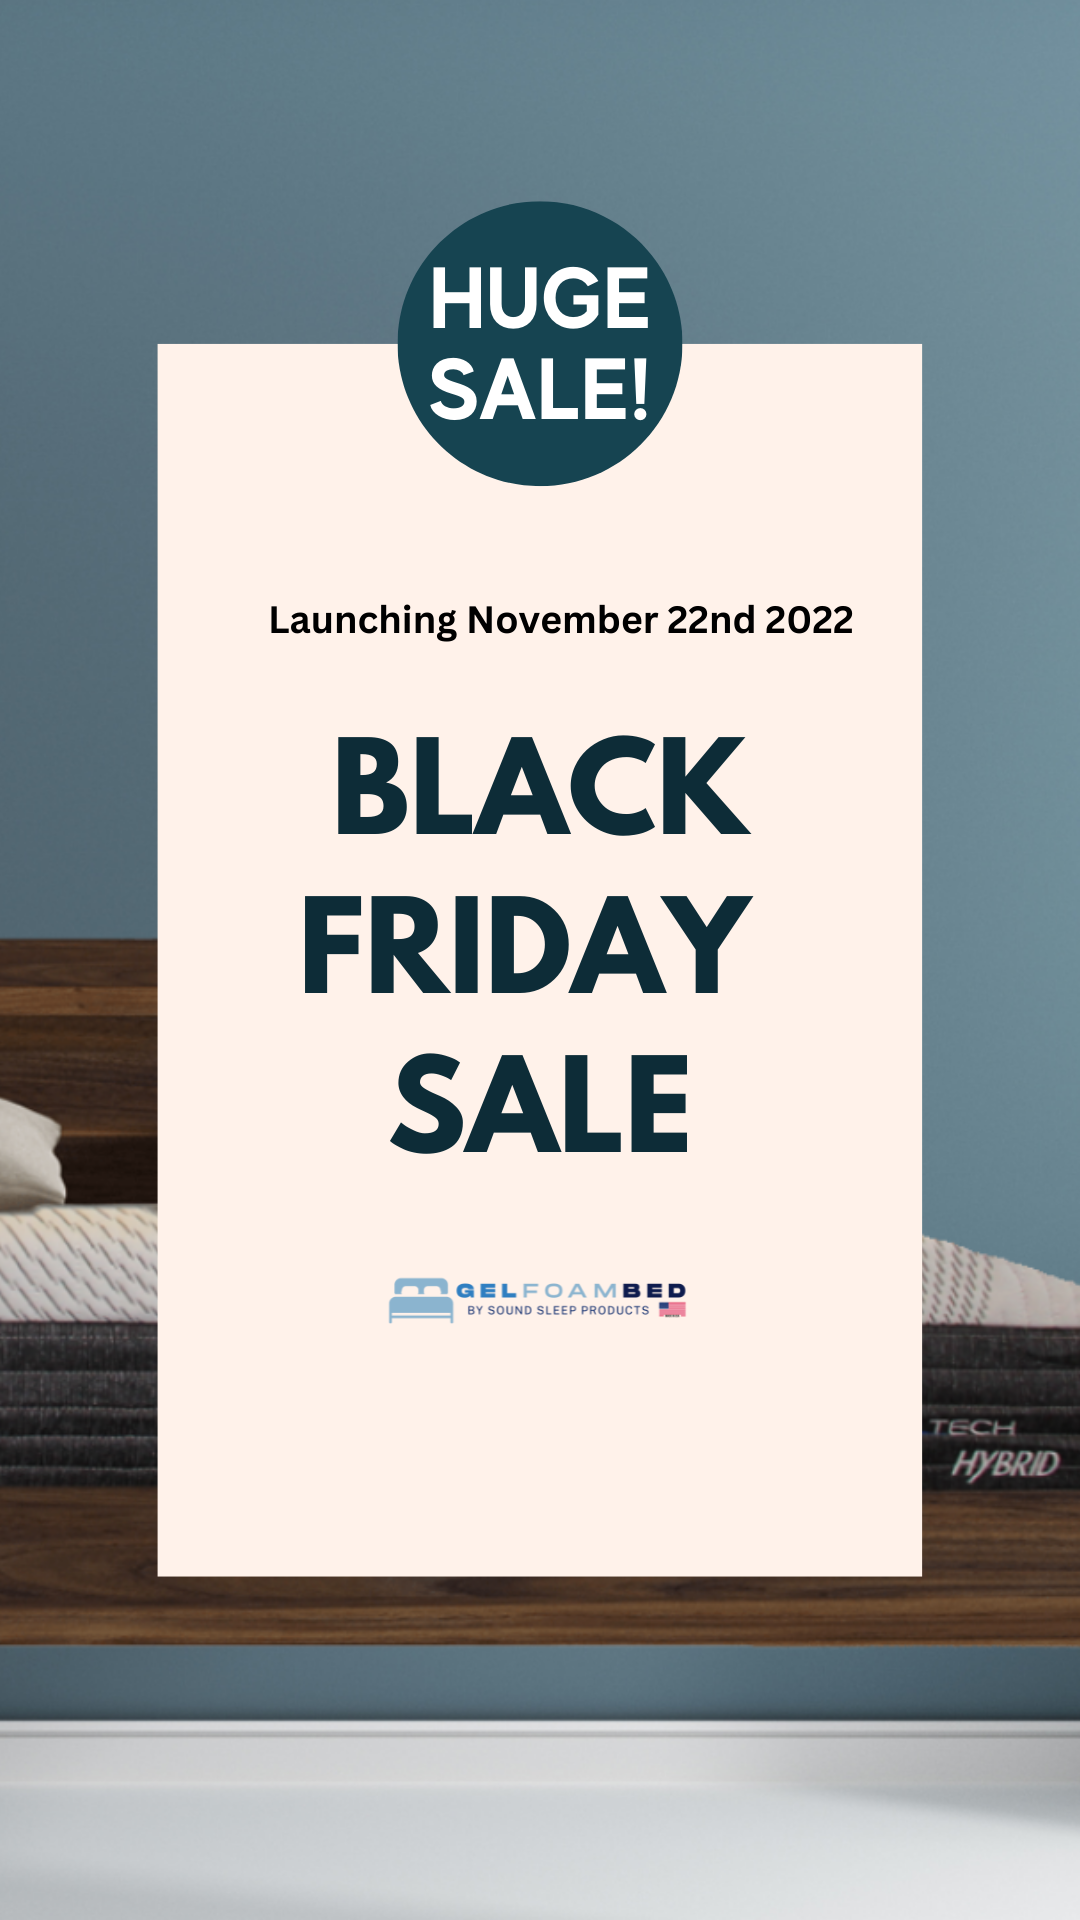 HUGE
SALE!
Launching November 22nd 2022
BLACK
FRIDAY
SALE
GELFOAMBED
BY SOUND SLEEP PRODUCTS
TECH
HYBRID